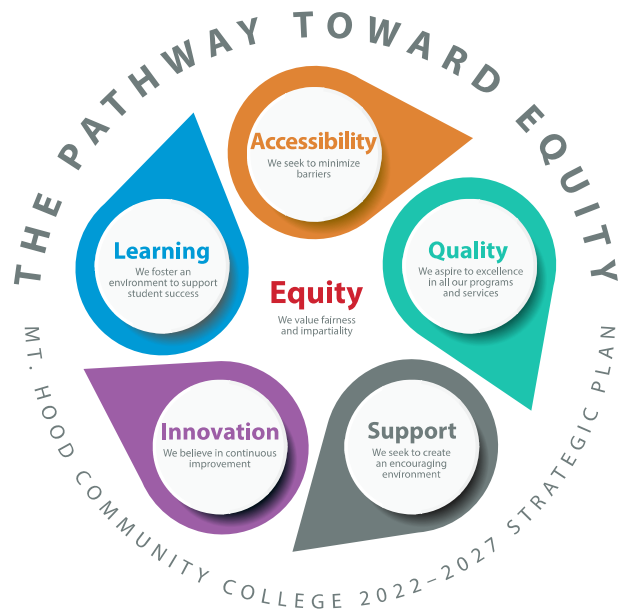 THE PATHWAY TOWARD EQUITY
Accessibility
We seek to minimize
barriers
Learning
We foster an
environment to support
student success
Quality
We aspire to excellence
in all our programs
and services
Equity
We value fairness
and impartiality
Innovation
We believe in continuous
improvement
Support
We seek to create
an encouraging
environment
MT. HOOD COMMUNITY COLLEGE 2022–2027 STRATEGIC PLAN